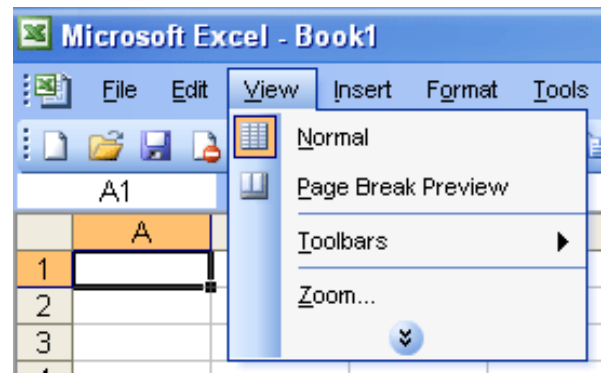 Microsoft Excel - Book1
File Edit View Insert Format Tools
Normal
A1
Page Break Preview
A
Toolbars
1
Zoom...
2
3